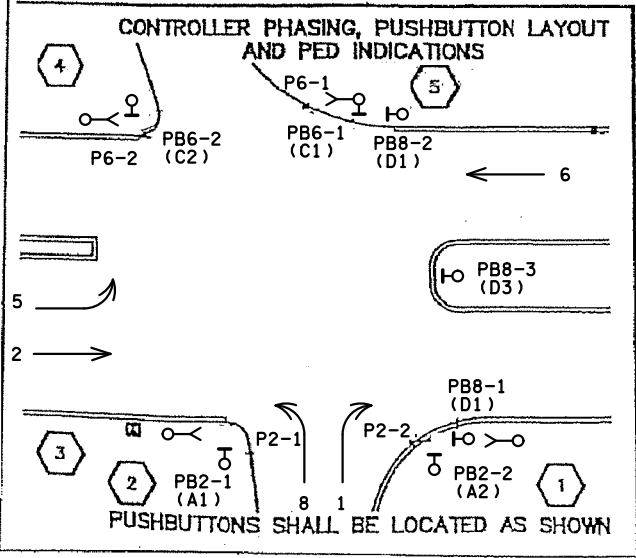 CONTROLLER PHASING, PUSHBUTTON LAYOUT
AND PED INDICATIONS
4
P6-1
5
PB6-2
(C2)
P6-2
PB6-1
(C1)
PB8-2
(D1)
6
PB8-3
(D3)
5
2
PB8-1
(D1)
P2-1
P2-2
3
2
PB2-1
(A1)
8
1
PB2-2
(A2)
1
PUSHBUTTONS SHALL BE LOCATED AS SHOWN